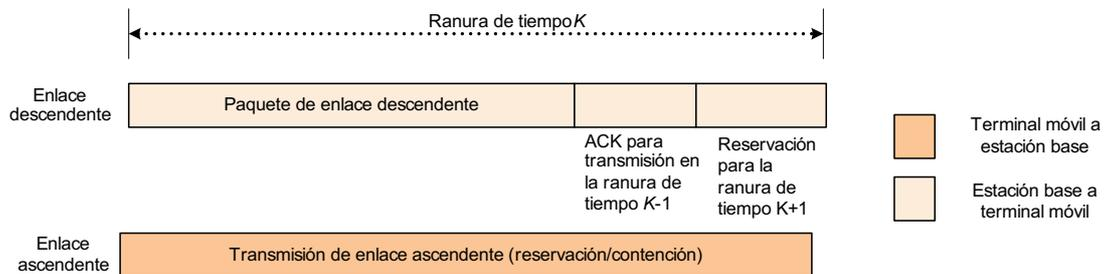 Ranura de tiempo K
Enlace
descendente
Paquete de enlace descendente
ACK para
transmisión en
la ranura de
tiempo K-1
Reservación
para la
ranura de
tiempo K+1
Terminal móvil a
estación base
Estación base a
terminal móvil
Enlace
ascendente
Transmisión de enlace ascendente (reservación/contención)